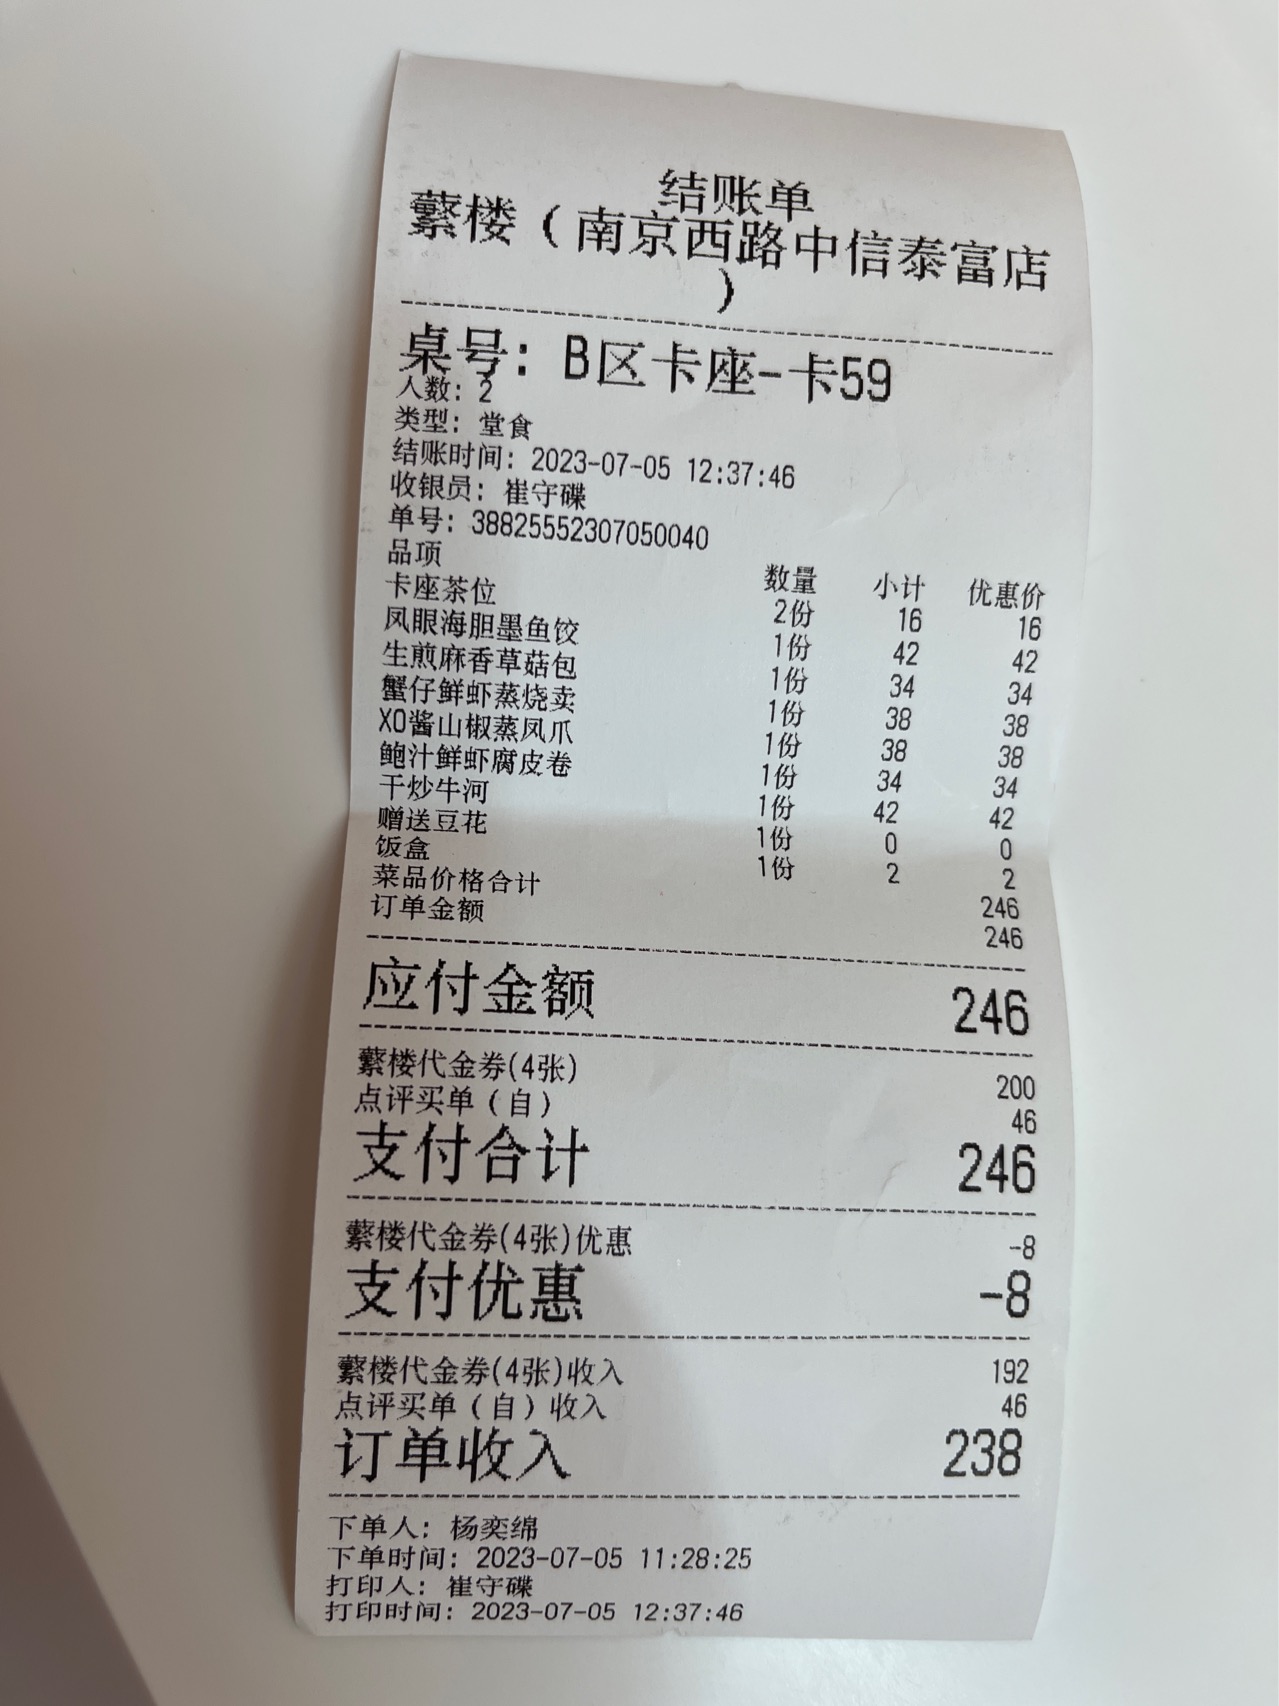 结账单
蘩楼（南京西路中信泰富店
）
桌号：B区卡座-卡59
人数：2
类型：堂食
结账时间：2023-07-05 12:37:46
收银员：崔守碟
单号：38825552307050040
品项 数量 小计 优惠价
卡座茶位 2份 16 16
凤眼海胆墨鱼饺 1份 42 42
生煎麻香草菇包 1份 34 34
蟹仔鲜虾蒸烧卖 1份 38 38
XO酱山椒蒸凤爪 1份 38 38
鲍汁鲜虾腐皮卷 1份 34 34
干炒牛河 1份 42 42
赠送豆花 1份 0 0
饭盒 1份 2 2
菜品价格合计 246
订单金额 246
应付金额 246
蘩楼代金券(4张) 200
点评买单（自） 46
支付合计 246
蘩楼代金券(4张)优惠 -8
支付优惠 -8
蘩楼代金券(4张)收入 192
点评买单（自）收入 46
订单收入 238
下单人：杨奕绵
下单时间：2023-07-05 11:28:25
打印人：崔守碟
打印时间：2023-07-05 12:37:46